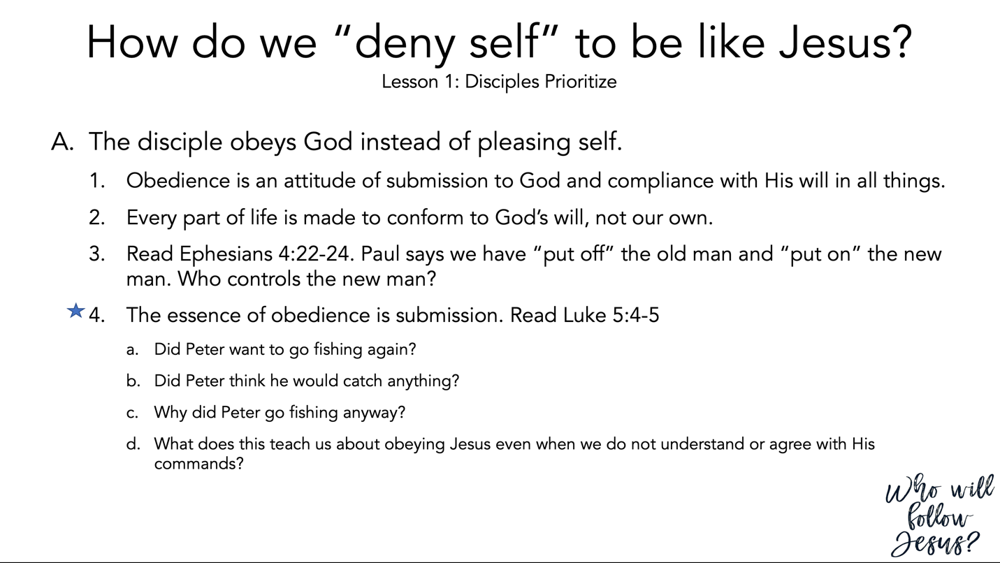 How do we “deny self” to be like Jesus?
Lesson 1: Disciples Prioritize
A. The disciple obeys God instead of pleasing self.
1. Obedience is an attitude of submission to God and compliance with His will in all things.
2. Every part of life is made to conform to God’s will, not our own.
3. Read Ephesians 4:22-24. Paul says we have “put off” the old man and “put on” the new
man. Who controls the new man?
4. The essence of obedience is submission. Read Luke 5:4-5
a. Did Peter want to go fishing again?
b. Did Peter think he would catch anything?
c. Why did Peter go fishing anyway?
d. What does this teach us about obeying Jesus even when we do not understand or agree with His
commands?
Who will
follow
Jesus?